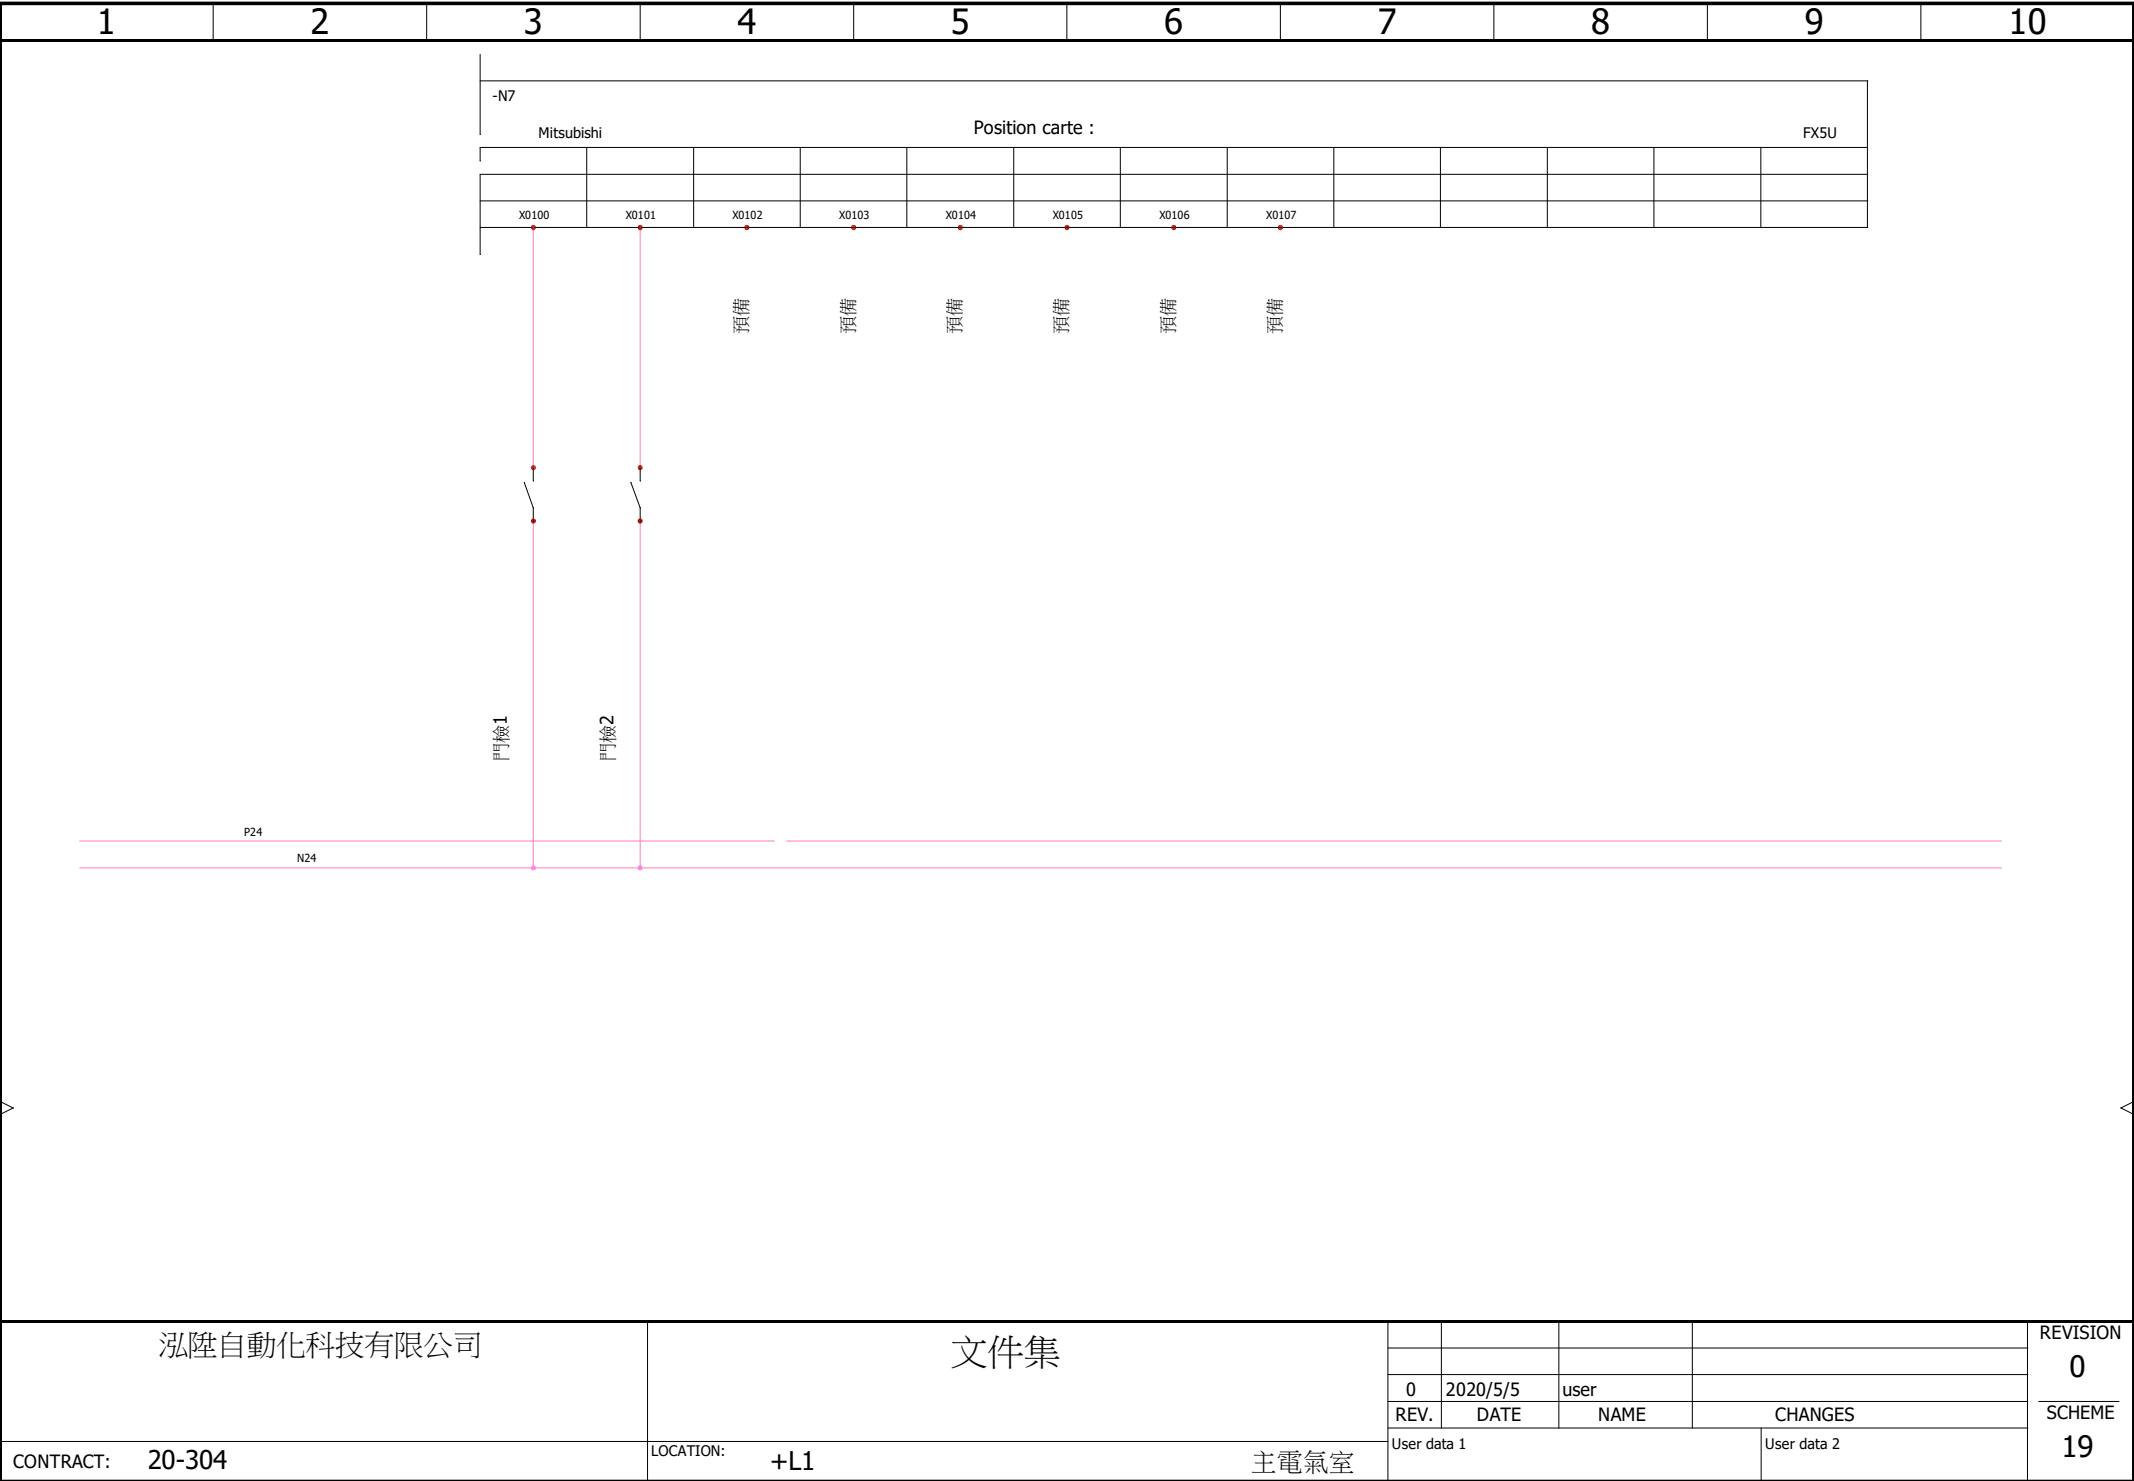 1 2 3 4 5 6 7 8 9 10
-N7
Mitsubishi Position carte : FX5U
X0100 X0101 X0102 X0103 X0104 X0105 X0106 X0107
預備 預備 預備 預備 預備 預備
門檢1 門檢2
P24
N24
泓陞自動化科技有限公司
CONTRACT: 20-304
文件集
LOCATION: +L1 主電氣室
0 2020/5/5 user
REV. DATE NAME CHANGES
User data 1 User data 2
REVISION
0
SCHEME
19